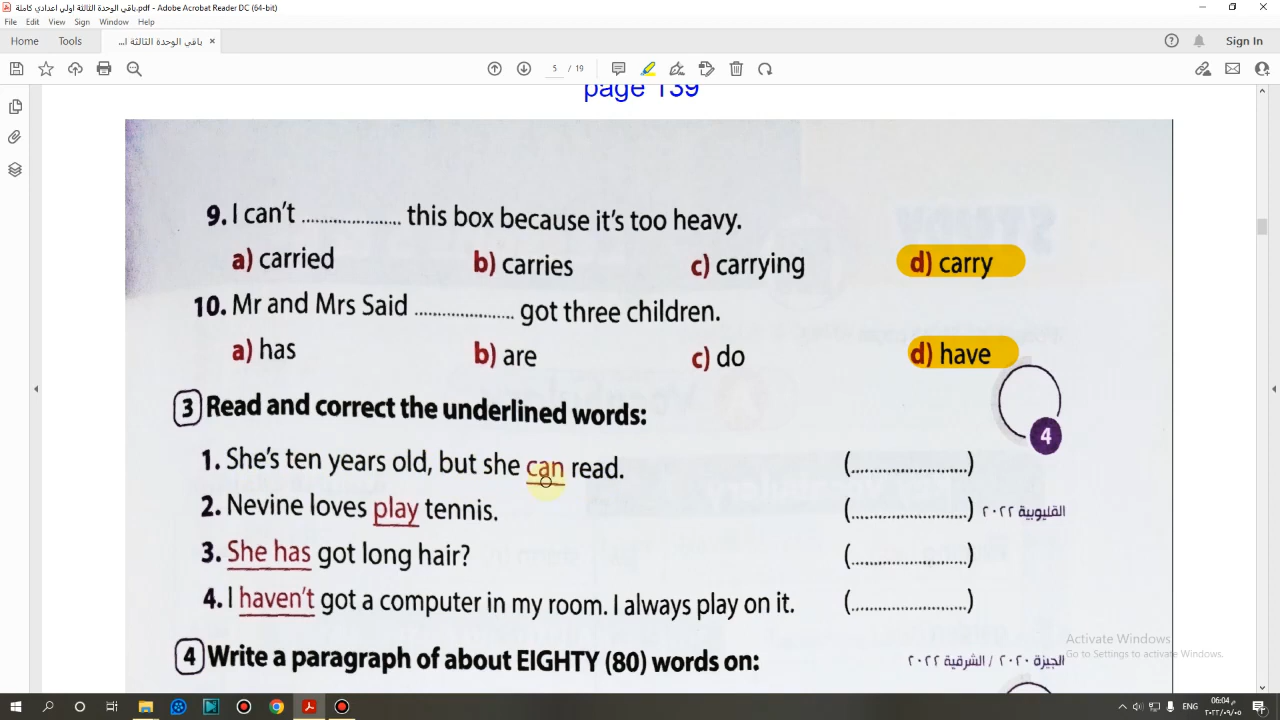 باقي الوحدة الثالثة اولي اعدادي كاملة.pdf - Adobe Acrobat Reader DC (64-bit)
File Edit View Sign Window Help
Home Tools باقي الوحدة الثالثة ا... × Sign In
5 / 19
page 139
9. I can't .................... this box because it's too heavy.
a) carried b) carries c) carrying d) carry
10. Mr and Mrs Said .................... got three children.
a) has b) are c) do d) have
4
3 Read and correct the underlined words:
1. She's ten years old, but she can read. (........................)
2. Nevine loves play tennis. (........................) القليوبية ٢٠٢٢
3. She has got long hair? (........................)
4. I haven't got a computer in my room. I always play on it. (........................)
Activate Windows
Go to Settings to activate Windows.
4 Write a paragraph of about EIGHTY (80) words on: الجيزة ٢٠٢٠ / الشرقية ٢٠٢٢
ENG 06:04 م
٢٠٢٢/٠٩/٠٥